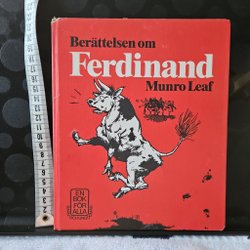 Berättelsen om
Ferdinand
Munro Leaf
EN
BOK
FÖR
ALLA